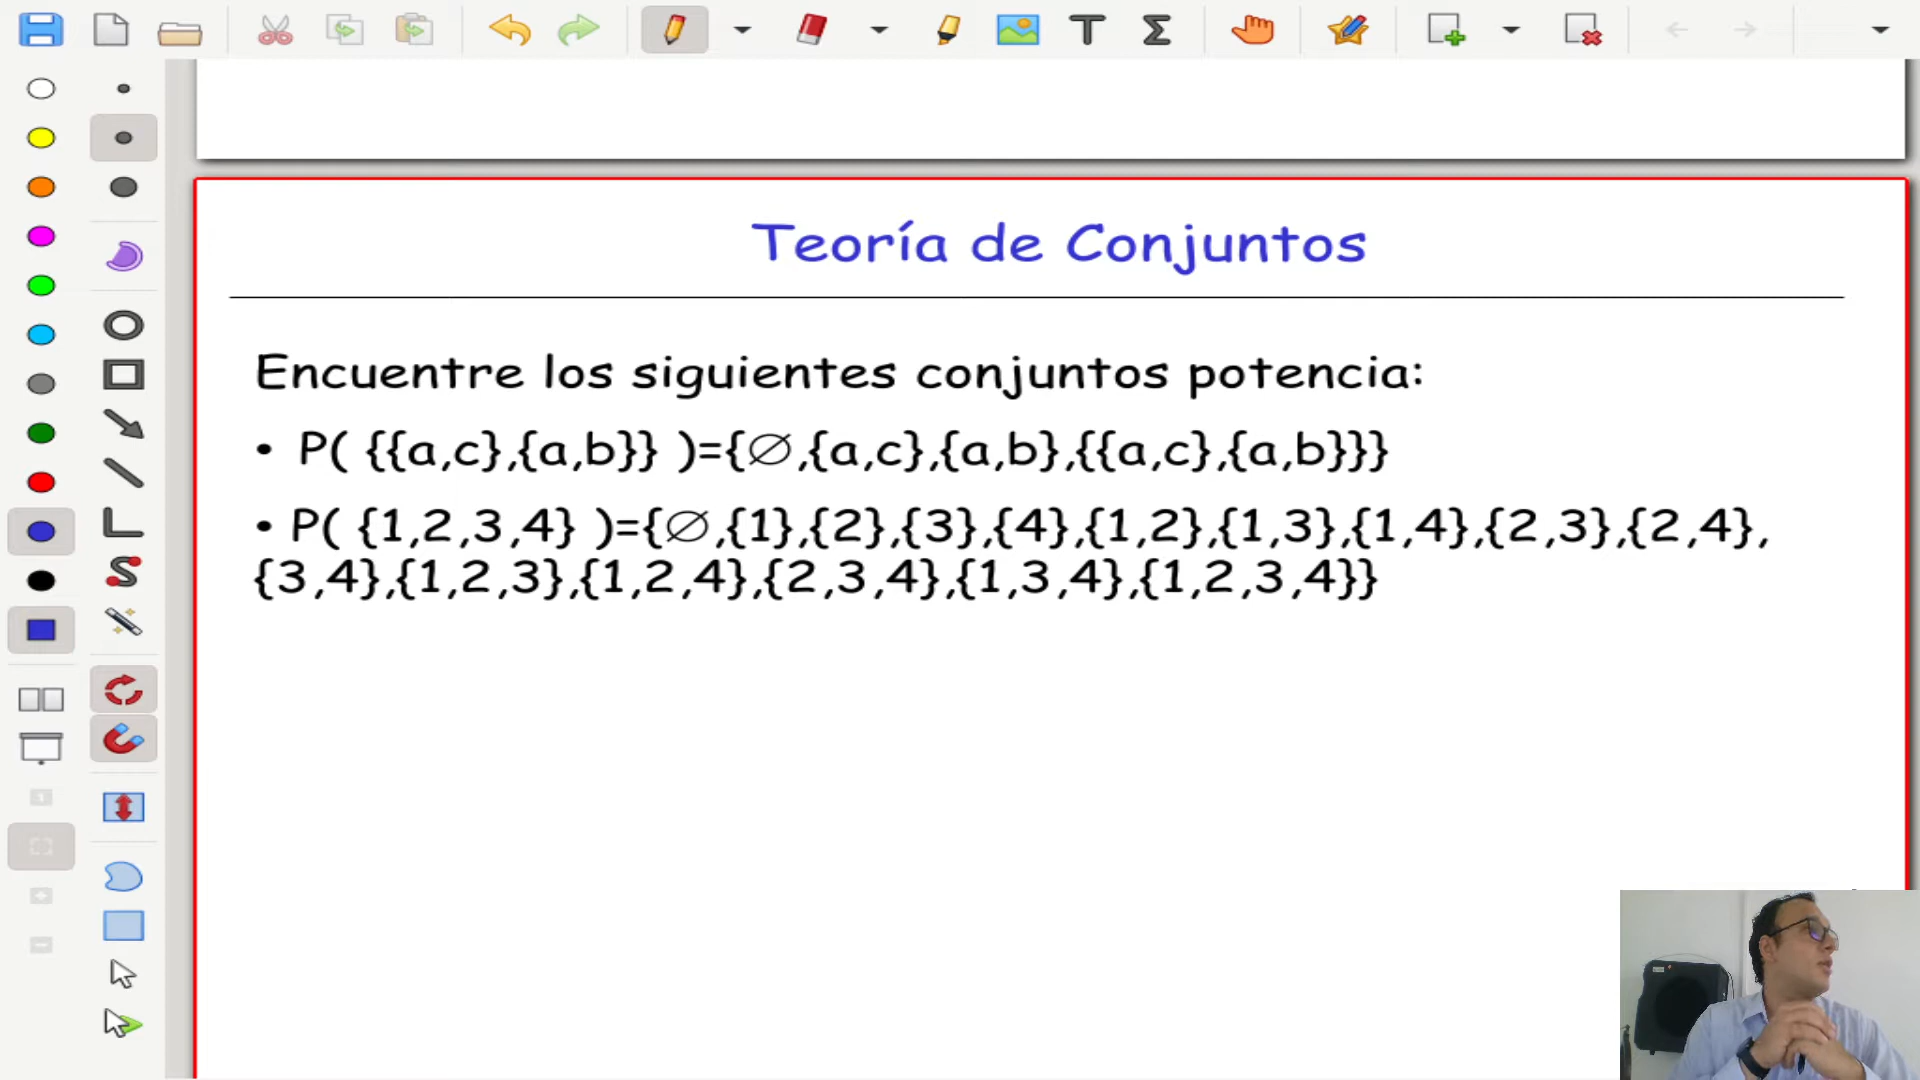 Teoría de Conjuntos
Encuentre los siguientes conjuntos potencia:
• P( {{a,c},{a,b}} )={∅,{a,c},{a,b},{{a,c},{a,b}}}
• P( {1,2,3,4} )={∅,{1},{2},{3},{4},{1,2},{1,3},{1,4},{2,3},{2,4},
{3,4},{1,2,3},{1,2,4},{2,3,4},{1,3,4},{1,2,3,4}}